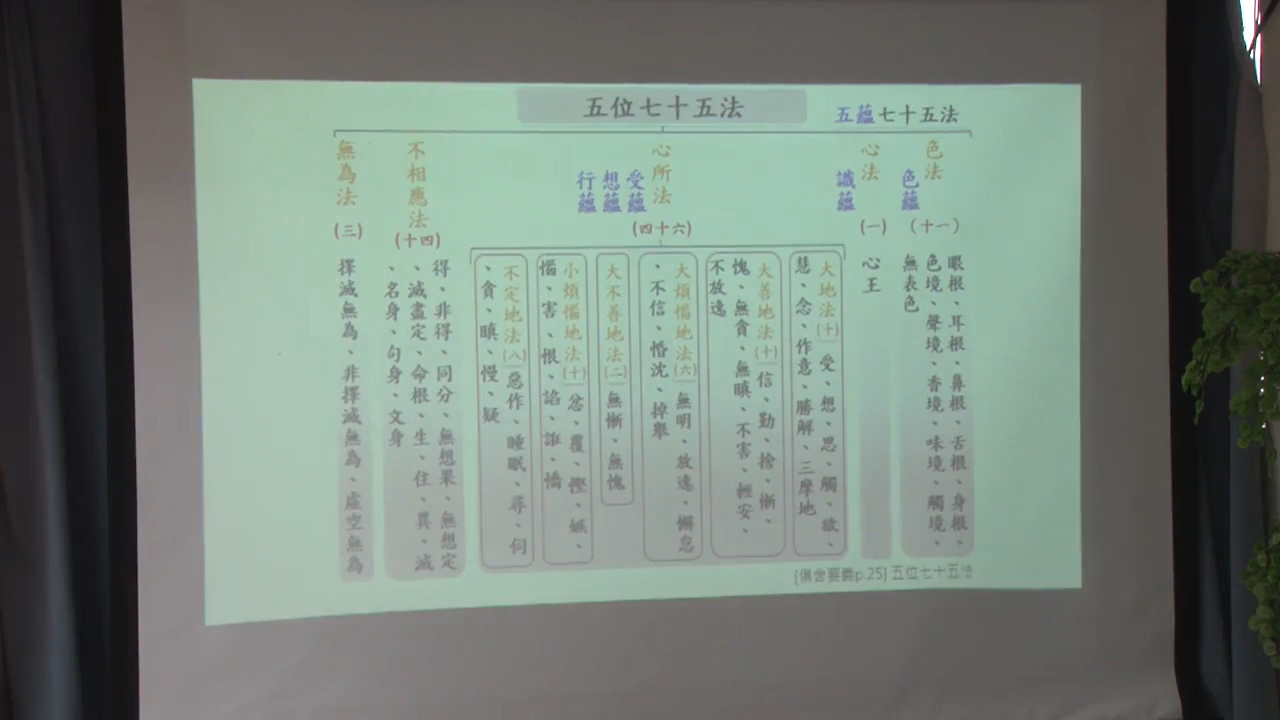 五位七十五法
五蘊七十五法
色法
色蘊
(十一)
眼根、耳根、鼻根、舌根、身根、
色境、聲境、香境、味境、觸境、
無表色
心法
識蘊
(一)
心王
心所法
受蘊
想蘊
行蘊
(四十六)
大地法(十) 受、想、思、觸、欲、
慧、念、作意、勝解、三摩地
大善地法(十) 信、勤、捨、慚、
愧、無貪、無瞋、不害、輕安、
不放逸
大煩惱地法(六) 無明、放逸、懈怠
、不信、惛沈、掉舉
大不善地法(二) 無慚、無愧
小煩惱地法(十) 忿、覆、慳、嫉、
惱、害、恨、諂、誑、憍
不定地法(八) 惡作、睡眠、尋、伺
、貪、瞋、慢、疑
不相應法
(十四)
得、非得、同分、無想果、無想定
、滅盡定、命根、生、住、異、滅
、名身、句身、文身
無為法
(三)
擇滅無為、非擇滅無為、虛空無為
[俱舍要義p.25] 五位七十五法